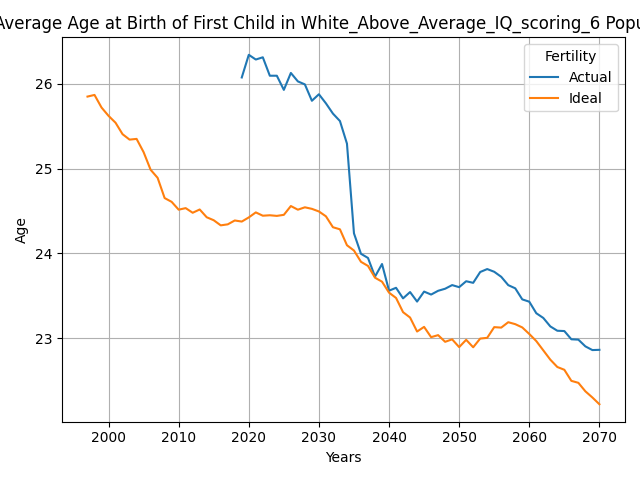 Average Age at Birth of First Child in White_Above_Average_IQ_scoring_6 Popu
Fertility
Actual
Ideal
26
25
24
23
Age
2000 2010 2020 2030 2040 2050 2060 2070
Years